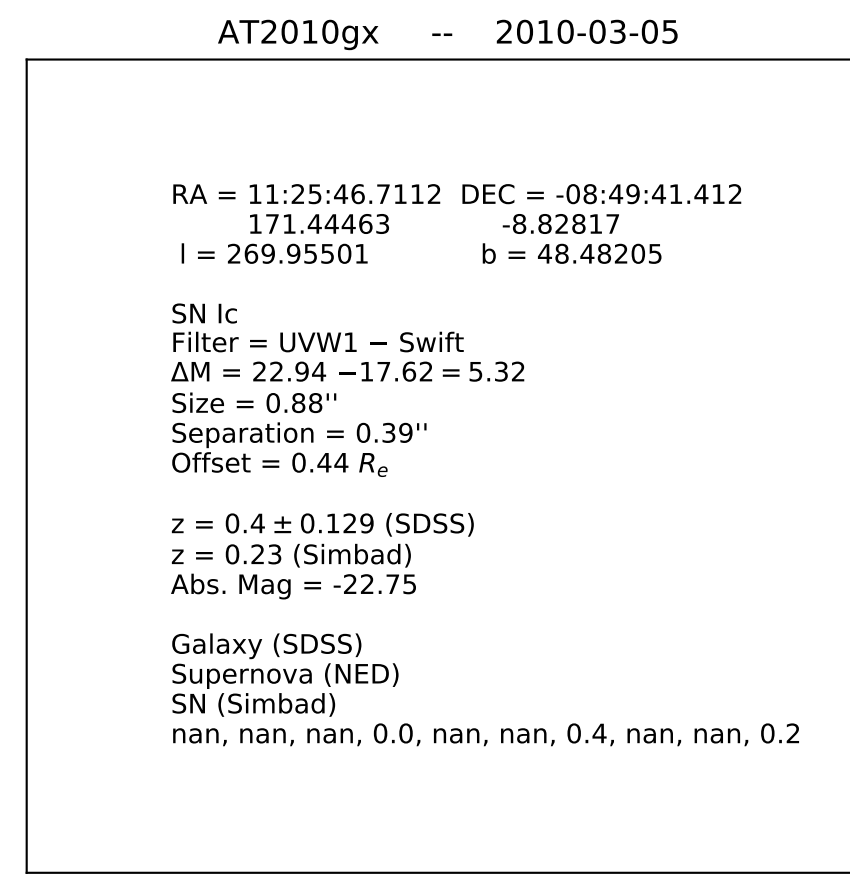 AT2010gx -- 2010-03-05
RA = 11:25:46.7112 DEC = -08:49:41.412
171.44463 -8.82817
l = 269.95501 b = 48.48205
SN Ic
Filter = UVW1 − Swift
ΔM = 22.94 −17.62 = 5.32
Size = 0.88''
Separation = 0.39''
Offset = 0.44 Rₑ
z = 0.4 ± 0.129 (SDSS)
z = 0.23 (Simbad)
Abs. Mag = -22.75
Galaxy (SDSS)
Supernova (NED)
SN (Simbad)
nan, nan, nan, 0.0, nan, nan, 0.4, nan, nan, 0.2